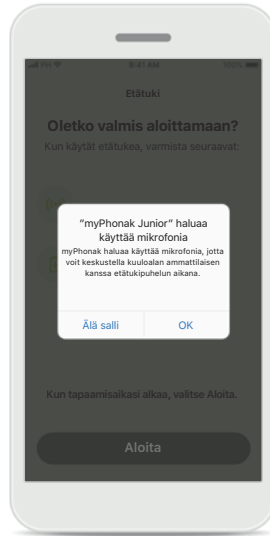 9:41 AM
100%
Etätuki
Oletko valmis aloittamaan?
Kun käytät etätukea, varmista seuraavat:
”myPhonak Junior” haluaa
käyttää mikrofonia
myPhonak haluaa käyttää mikrofonia, jotta
voit keskustella kuuloalan ammattilaisen
kanssa etätukipuhelun aikana.
Älä salli
OK
Kun tapaamisaikasi alkaa, valitse Aloita.
Aloita